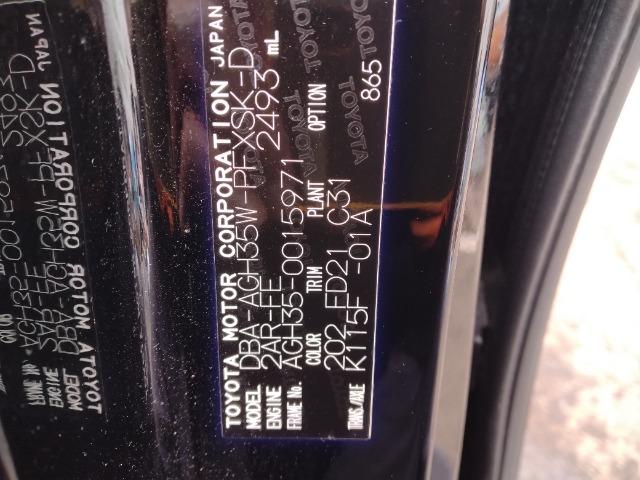 TOYOTA MOTOR CORPORATION JAPAN
MODEL DBA-AGH35W-PFXSK-D
ENGINE 2AR-FE 2493 mL
FRAME No. AGH35-0015971
COLOR TRIM PLANT OPTION
202 FD21 C31 865
TRANS./AXLE K115F -01A